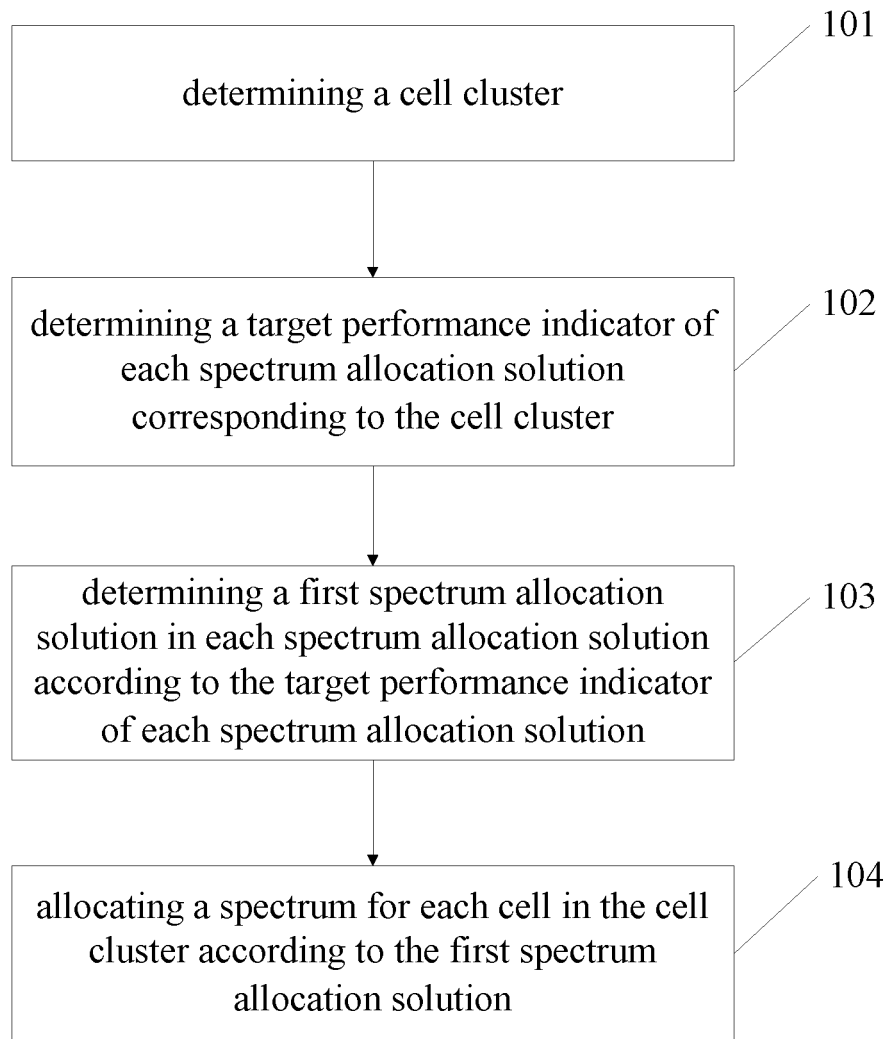 101
determining a cell cluster
102
determining a target performance indicator of
each spectrum allocation solution
corresponding to the cell cluster
103
determining a first spectrum allocation
solution in each spectrum allocation solution
according to the target performance indicator
of each spectrum allocation solution
104
allocating a spectrum for each cell in the cell
cluster according to the first spectrum
allocation solution